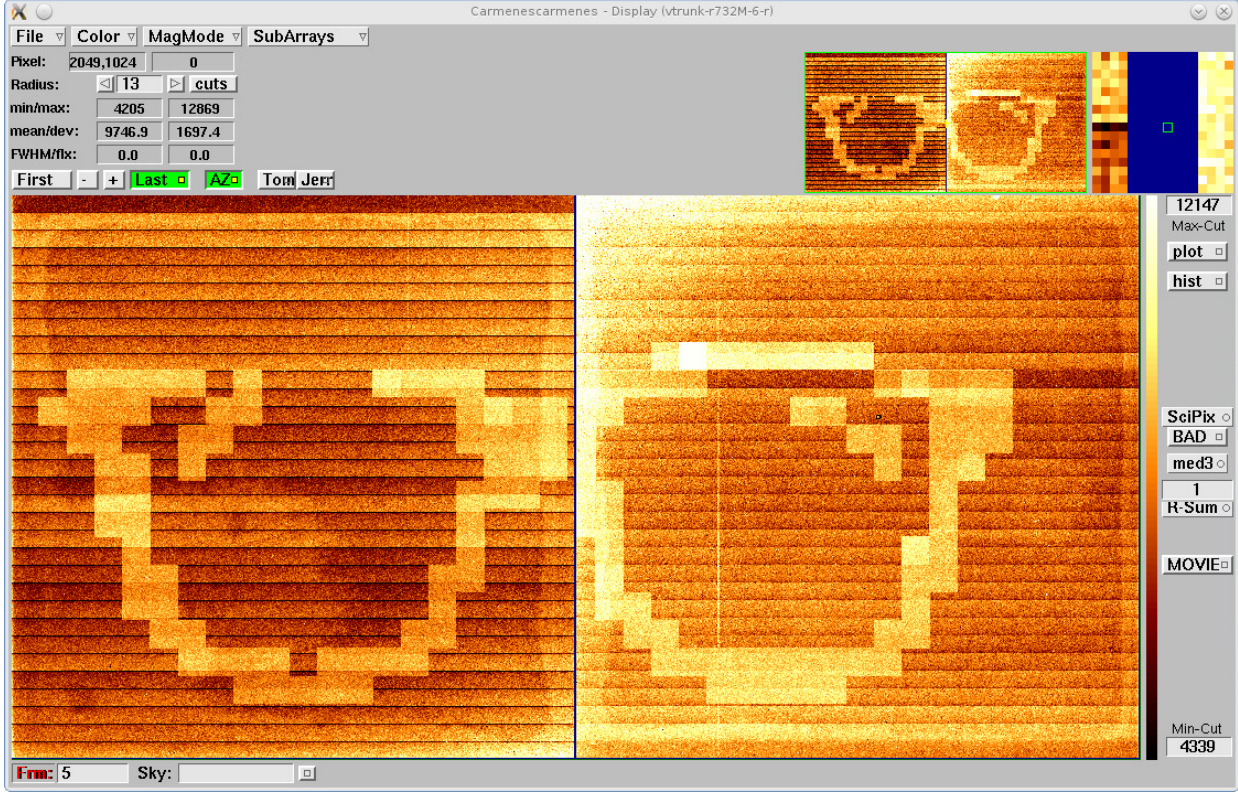 Carmenescarmenes - Display (vtrunk-r732M-6-r)
File Color MagMode SubArrays
Pixel: 2049,1024 0
Radius: 13 cuts
min/max: 4205 12869
mean/dev: 9746.9 1697.4
FWHM/flx: 0.0 0.0
First - + Last AZ Tom Jerr
12147
Max-Cut
plot
hist
SciPix
BAD
med3
1
R-Sum
MOVIE
Min-Cut
4339
Frm: 5 Sky: